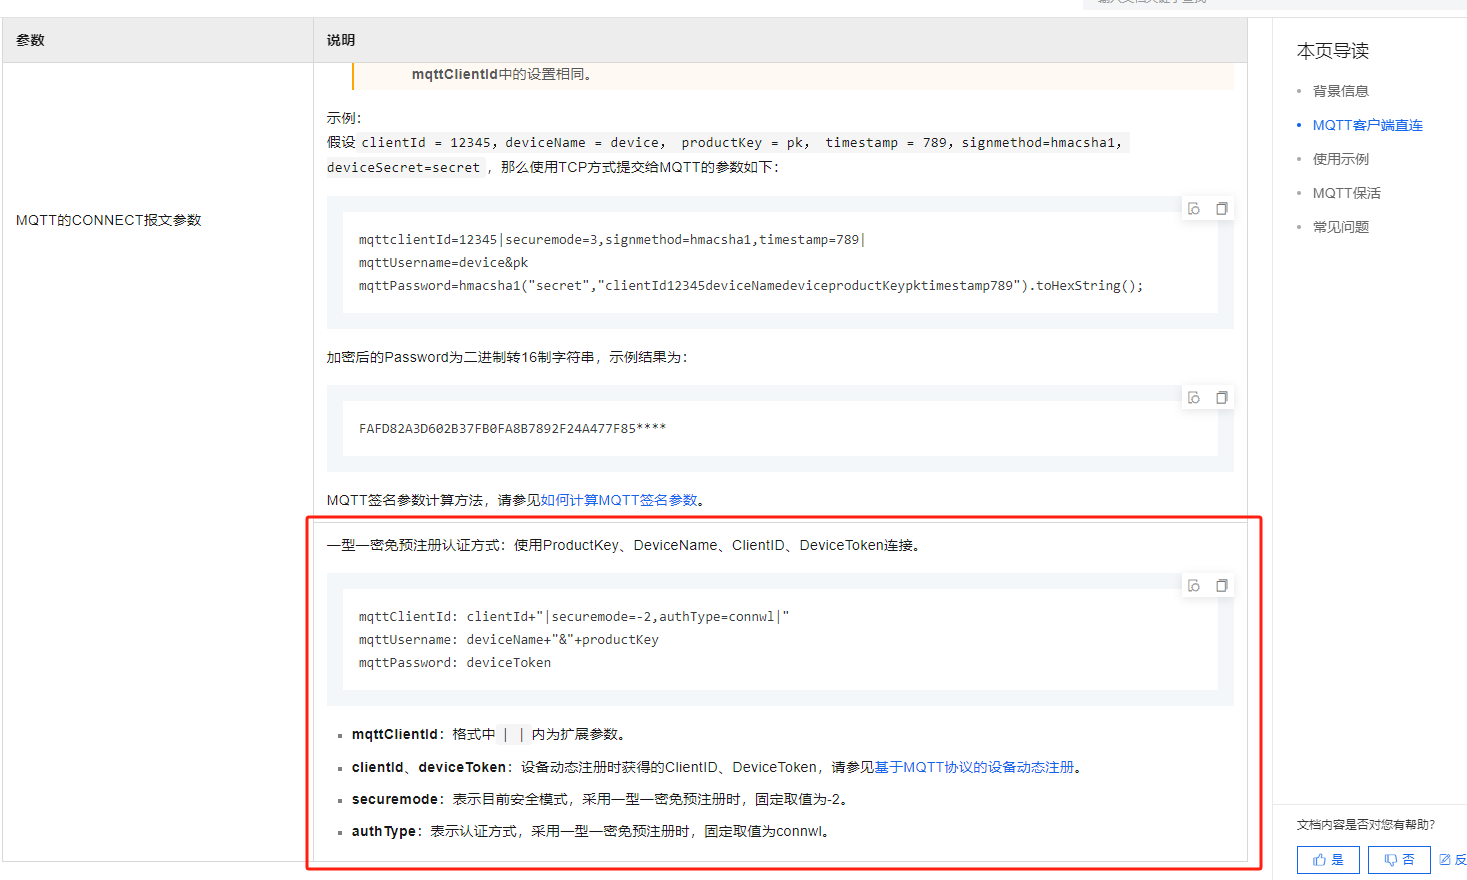 参数
说明
mqttClientId中的设置相同。
示例：
假设 clientId = 12345，deviceName = device， productKey = pk， timestamp = 789，signmethod=hmacsha1，
deviceSecret=secret ，那么使用TCP方式提交给MQTT的参数如下：
MQTT的CONNECT报文参数
mqttclientId=12345|securemode=3,signmethod=hmacsha1,timestamp=789|
mqttUsername=device&pk
mqttPassword=hmacsha1("secret","clientId12345deviceNamedeviceproductKeypktimestamp789").toHexString();
加密后的Password为二进制转16制字符串，示例结果为：
FAFD82A3D602B37FB0FA8B7892F24A477F85****
MQTT签名参数计算方法，请参见如何计算MQTT签名参数。
一型一密免预注册认证方式：使用ProductKey、DeviceName、ClientID、DeviceToken连接。
mqttClientId: clientId+"|securemode=-2,authType=connwl|"
mqttUsername: deviceName+"&"+productKey
mqttPassword: deviceToken
mqttClientId：格式中 | | 内为扩展参数。
clientId、deviceToken：设备动态注册时获得的ClientID、DeviceToken，请参见基于MQTT协议的设备动态注册。
securemode：表示目前安全模式，采用一型一密免预注册时，固定取值为-2。
authType：表示认证方式，采用一型一密免预注册时，固定取值为connwl。
本页导读
背景信息
MQTT客户端直连
使用示例
MQTT保活
常见问题
文档内容是否对您有帮助？
是
否
反